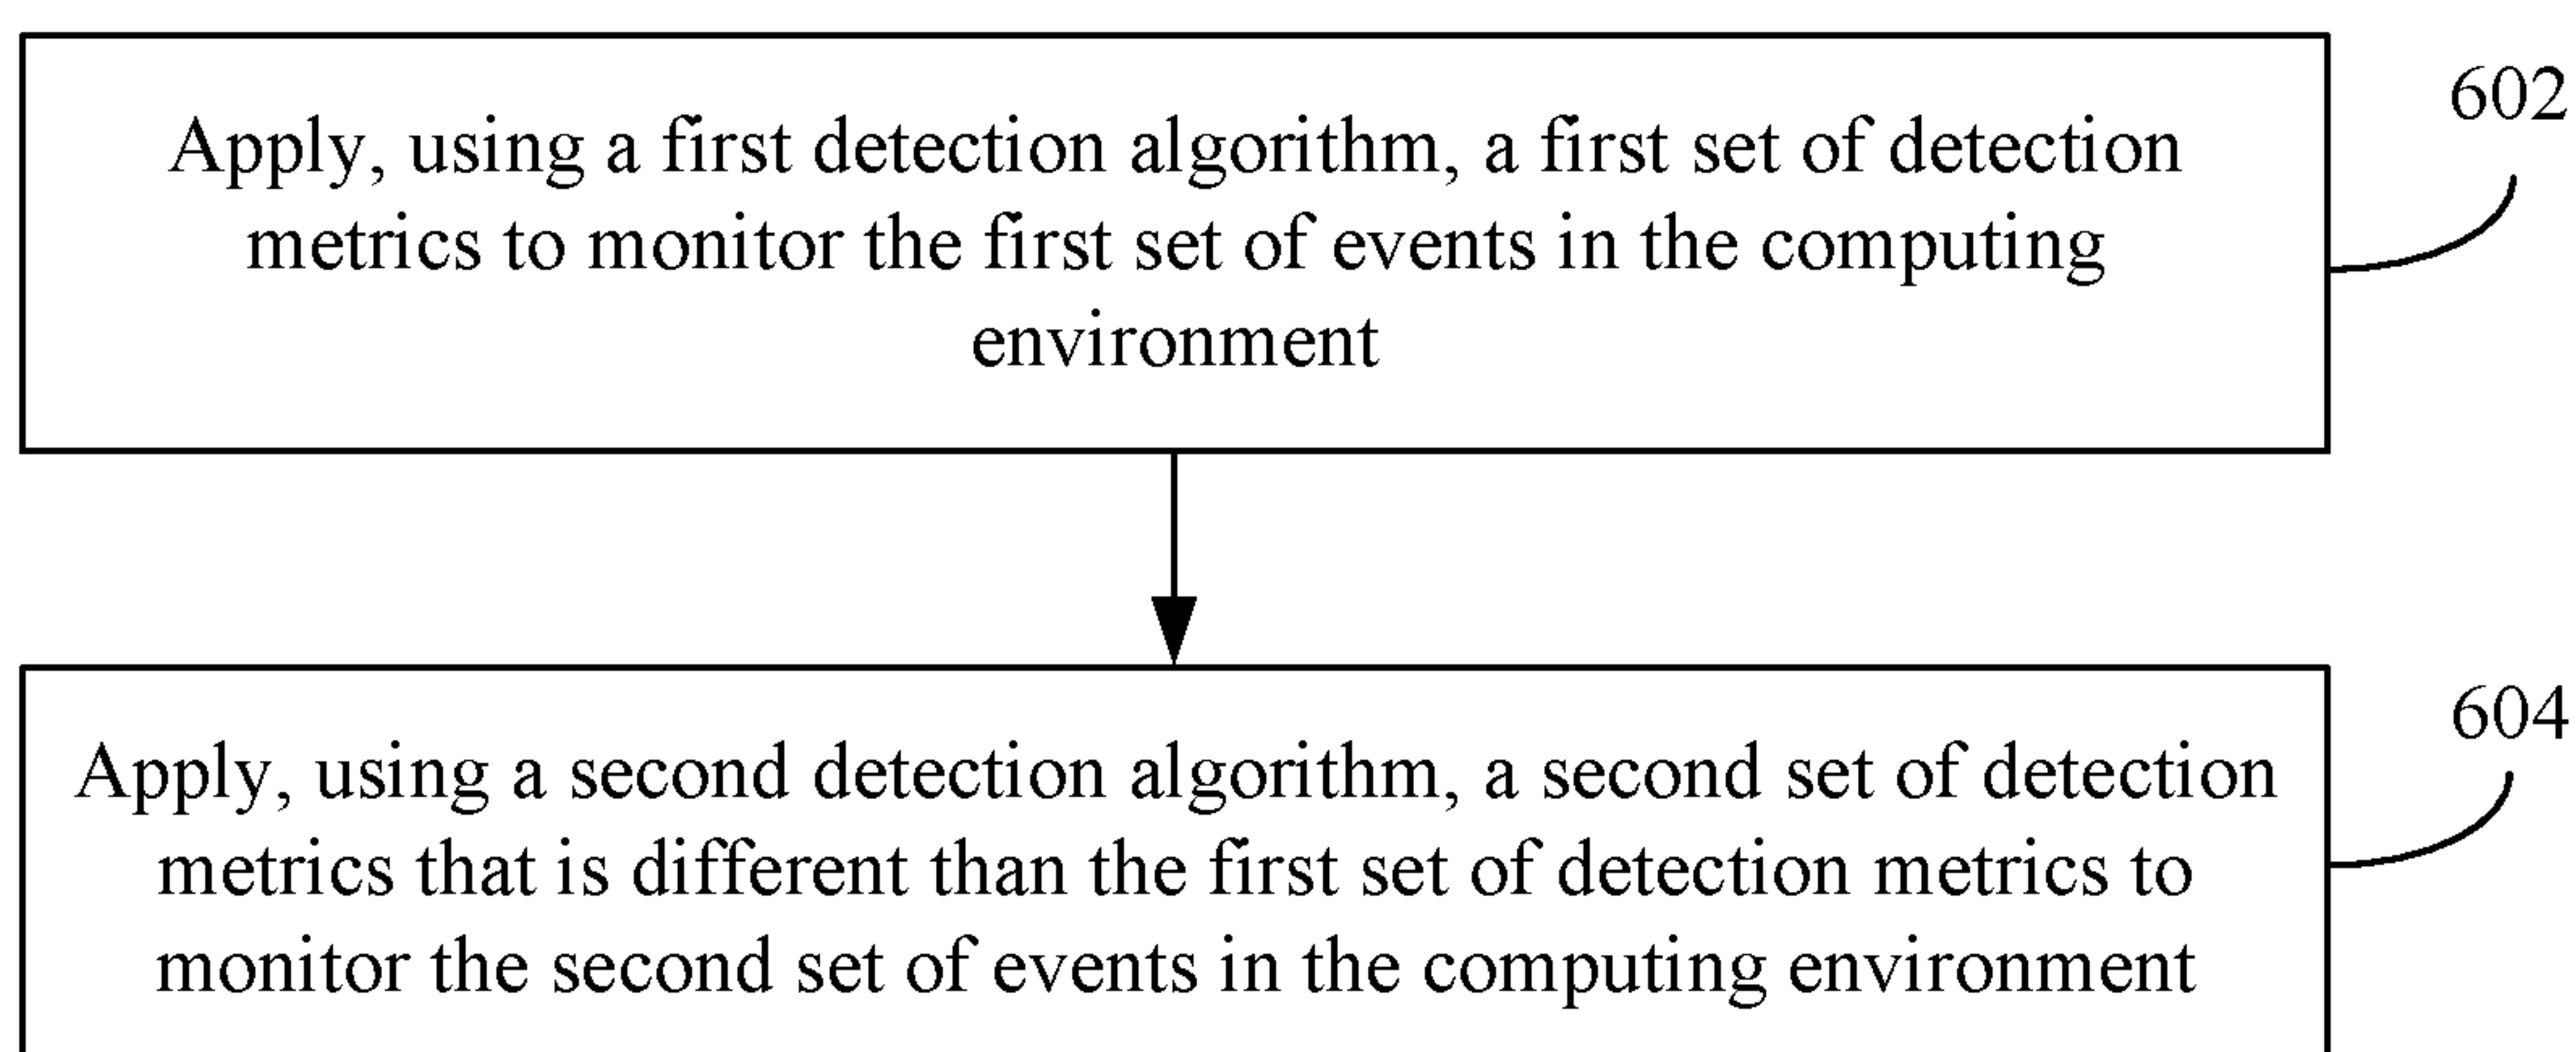 Apply, using a first detection algorithm, a first set of detection
metrics to monitor the first set of events in the computing
environment
602
Apply, using a second detection algorithm, a second set of detection
metrics that is different than the first set of detection metrics to
monitor the second set of events in the computing environment
604